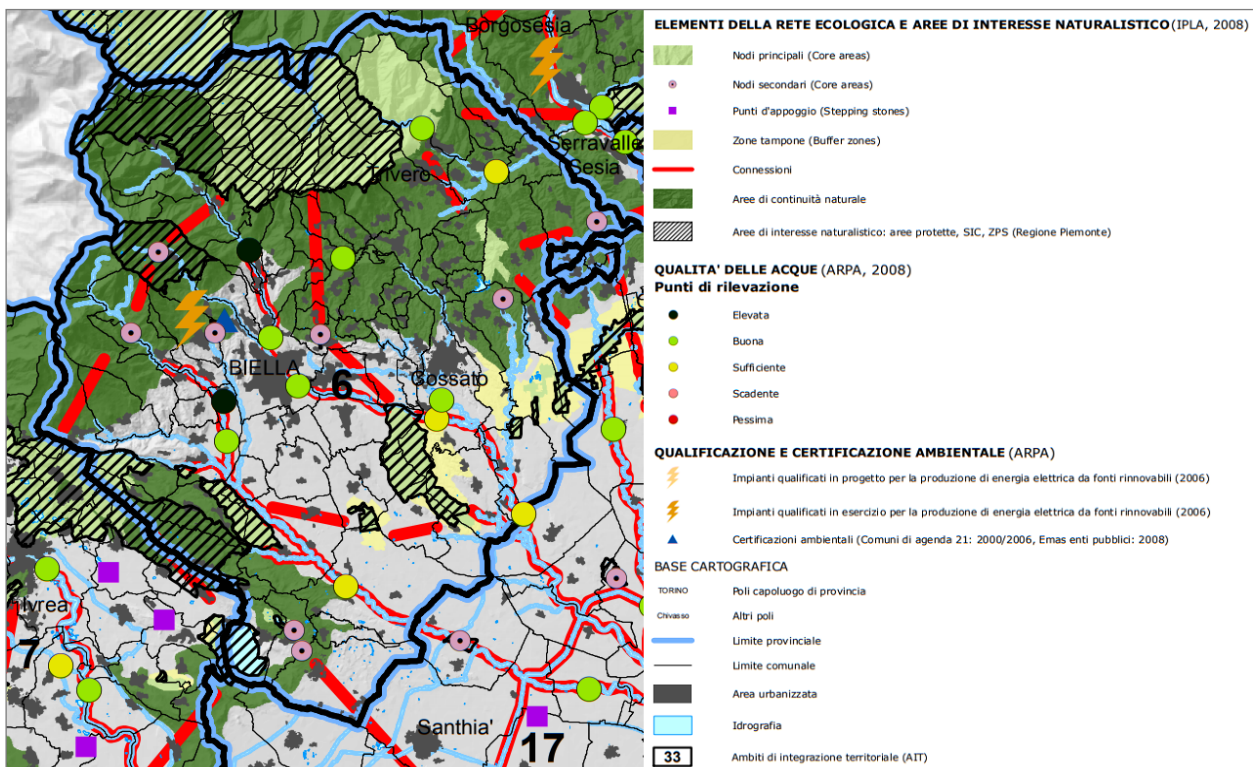 Borgosesia
Serravalle
Sesia
Trivero
BIELLA
6
Cossato
Ivrea
7
Santhia'
17
ELEMENTI DELLA RETE ECOLOGICA E AREE DI INTERESSE NATURALISTICO (IPLA, 2008)
Nodi principali (Core areas)
Nodi secondari (Core areas)
Punti d'appoggio (Stepping stones)
Zone tampone (Buffer zones)
Connessioni
Aree di continuità naturale
Aree di interesse naturalistico: aree protette, SIC, ZPS (Regione Piemonte)
QUALITA' DELLE ACQUE (ARPA, 2008)
Punti di rilevazione
Elevata
Buona
Sufficiente
Scadente
Pessima
QUALIFICAZIONE E CERTIFICAZIONE AMBIENTALE (ARPA)
Impianti qualificati in progetto per la produzione di energia elettrica da fonti rinnovabili (2006)
Impianti qualificati in esercizio per la produzione di energia elettrica da fonti rinnovabili (2006)
Certificazioni ambientali (Comuni di agenda 21: 2000/2006, Emas enti pubblici: 2008)
BASE CARTOGRAFICA
TORINO Poli capoluogo di provincia
Chivasso Altri poli
Limite provinciale
Limite comunale
Area urbanizzata
Idrografia
33 Ambiti di integrazione territoriale (AIT)